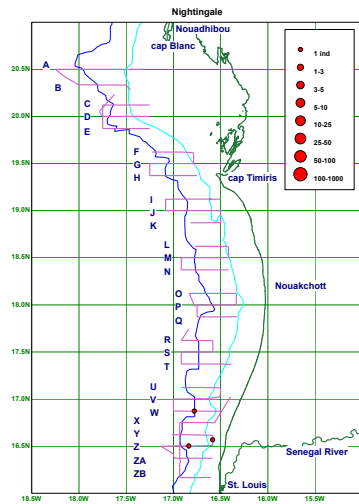 Nightingale
Nouadhibou
cap Blanc
20.5N
20.0N
19.5N
19.0N
18.5N
18.0N
17.5N
17.0N
16.5N
A
B
C
D
E
F
G
H
I
J
K
L
M
N
O
P
Q
R
S
T
U
V
W
X
Y
Z
ZA
ZB
1 ind
1-3
3-5
5-10
10-25
25-50
50-100
100-1000
cap Timiris
Nouakchott
Senegal River
St. Louis
18.5W
18.0W
17.5W
17.0W
16.5W
16.0W
15.5W